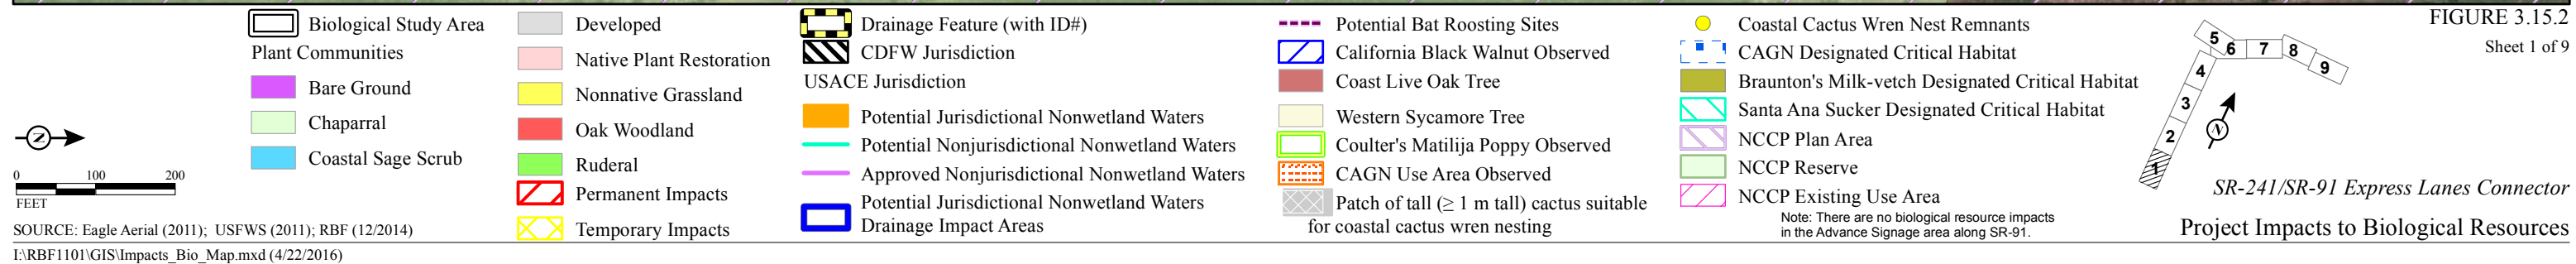 Biological Study Area
Plant Communities
Bare Ground
Chaparral
Coastal Sage Scrub
N
0 100 200
FEET
SOURCE: Eagle Aerial (2011); USFWS (2011); RBF (12/2014)
I:\RBF1101\GIS\Impacts_Bio_Map.mxd (4/22/2016)
Developed
Native Plant Restoration
Nonnative Grassland
Oak Woodland
Ruderal
Permanent Impacts
Temporary Impacts
Drainage Feature (with ID#)
CDFW Jurisdiction
USACE Jurisdiction
Potential Jurisdictional Nonwetland Waters
Potential Nonjurisdictional Nonwetland Waters
Approved Nonjurisdictional Nonwetland Waters
Potential Jurisdictional Nonwetland Waters
Drainage Impact Areas
Potential Bat Roosting Sites
California Black Walnut Observed
Coast Live Oak Tree
Western Sycamore Tree
Coulter's Matilija Poppy Observed
CAGN Use Area Observed
Patch of tall (≥ 1 m tall) cactus suitable
for coastal cactus wren nesting
Coastal Cactus Wren Nest Remnants
CAGN Designated Critical Habitat
Braunton's Milk-vetch Designated Critical Habitat
Santa Ana Sucker Designated Critical Habitat
NCCP Plan Area
NCCP Reserve
NCCP Existing Use Area
Note: There are no biological resource impacts
in the Advance Signage area along SR-91.
5 6 7 8 9
4
3
2
1
N
FIGURE 3.15.2
Sheet 1 of 9
SR-241/SR-91 Express Lanes Connector
Project Impacts to Biological Resources